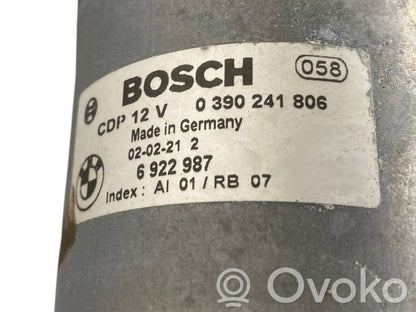 BOSCH 058
CDP 12 V 0 390 241 806
Made in Germany
02-02-21 2
6 922 987
Index : AI 01 / RB 07
Ovoko